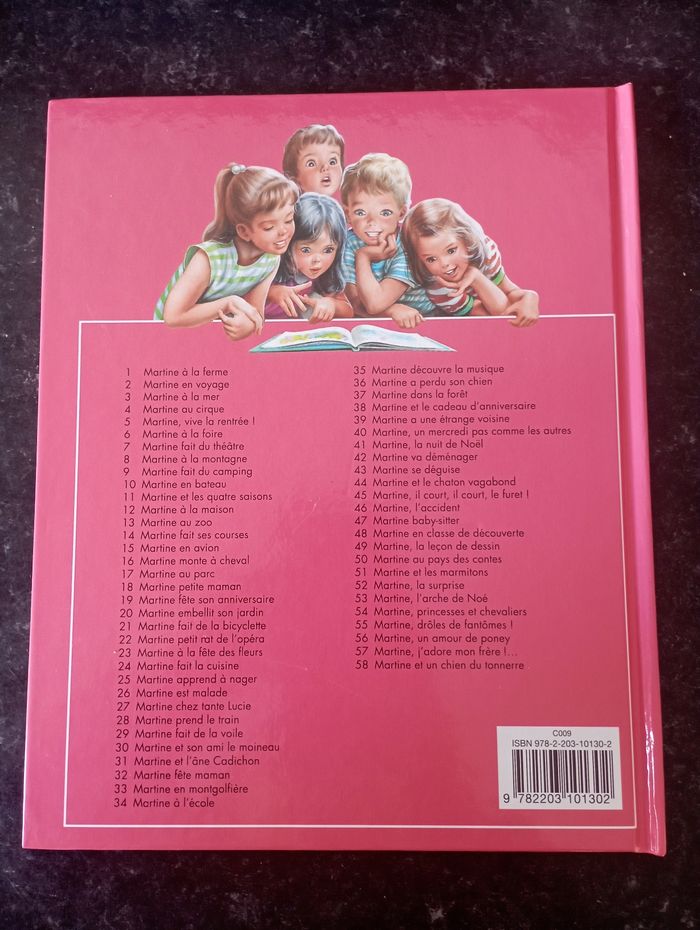 1 Martine à la ferme
2 Martine en voyage
3 Martine à la mer
4 Martine au cirque
5 Martine, vive la rentrée !
6 Martine à la foire
7 Martine fait du théâtre
8 Martine à la montagne
9 Martine fait du camping
10 Martine en bateau
11 Martine et les quatre saisons
12 Martine à la maison
13 Martine au zoo
14 Martine fait ses courses
15 Martine en avion
16 Martine monte à cheval
17 Martine au parc
18 Martine petite maman
19 Martine fête son anniversaire
20 Martine embellit son jardin
21 Martine fait de la bicyclette
22 Martine petit rat de l'opéra
23 Martine à la fête des fleurs
24 Martine fait la cuisine
25 Martine apprend à nager
26 Martine est malade
27 Martine chez tante Lucie
28 Martine prend le train
29 Martine fait de la voile
30 Martine et son ami le moineau
31 Martine et l'âne Cadichon
32 Martine fête maman
33 Martine en montgolfière
34 Martine à l'école
35 Martine découvre la musique
36 Martine a perdu son chien
37 Martine dans la forêt
38 Martine et le cadeau d'anniversaire
39 Martine a une étrange voisine
40 Martine, un mercredi pas comme les autres
41 Martine, la nuit de Noël
42 Martine va déménager
43 Martine se déguise
44 Martine et le chaton vagabond
45 Martine, il court, il court, le furet !
46 Martine, l'accident
47 Martine baby-sitter
48 Martine en classe de découverte
49 Martine, la leçon de dessin
50 Martine au pays des contes
51 Martine et les marmitons
52 Martine, la surprise
53 Martine, l'arche de Noé
54 Martine, princesses et chevaliers
55 Martine, drôles de fantômes !
56 Martine, un amour de poney
57 Martine, j'adore mon frère !...
58 Martine et un chien du tonnerre
C009
ISBN 978-2-203-10130-2
9 782203 101302